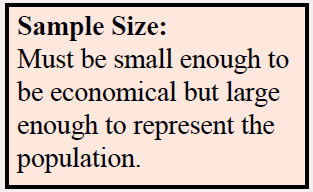 Sample Size:
Must be small enough to
be economical but large
enough to represent the
population.